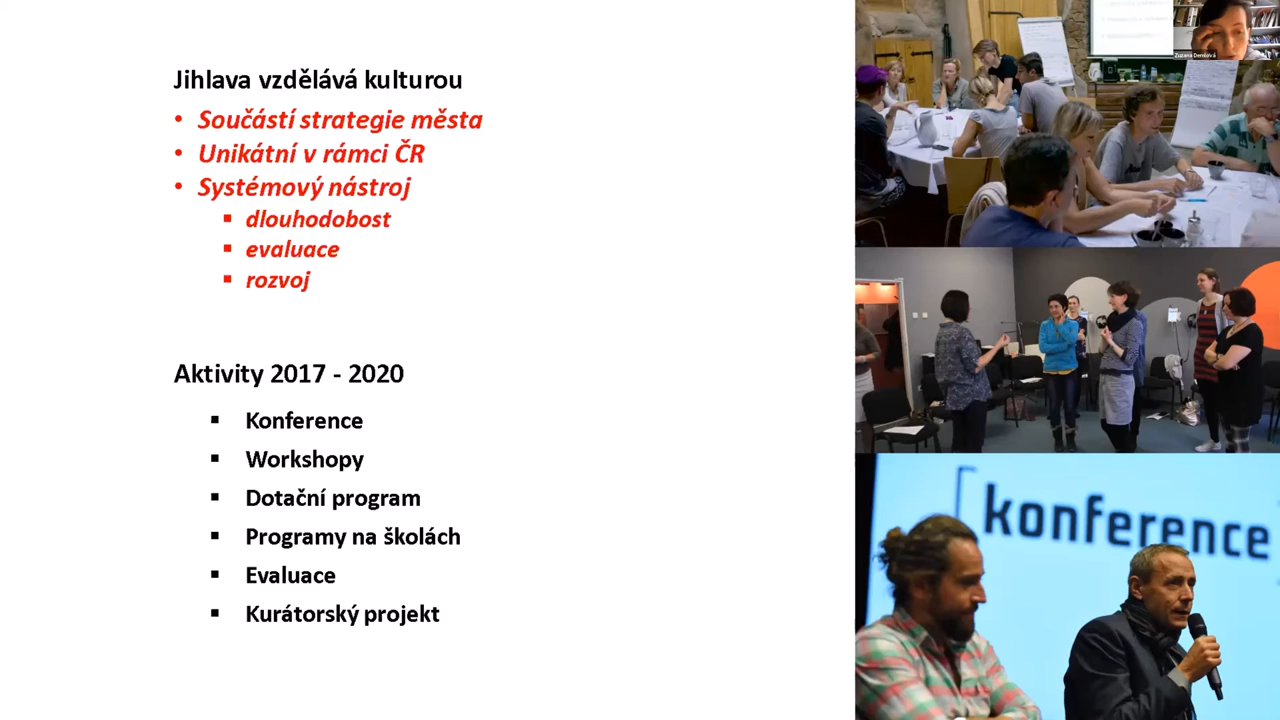 Jihlava vzdělává kulturou
• Součástí strategie města
• Unikátní v rámci ČR
• Systémový nástroj
▪ dlouhodobost
▪ evaluace
▪ rozvoj
Aktivity 2017 - 2020
▪ Konference
▪ Workshopy
▪ Dotační program
▪ Programy na školách
▪ Evaluace
▪ Kurátorský projekt
[konference